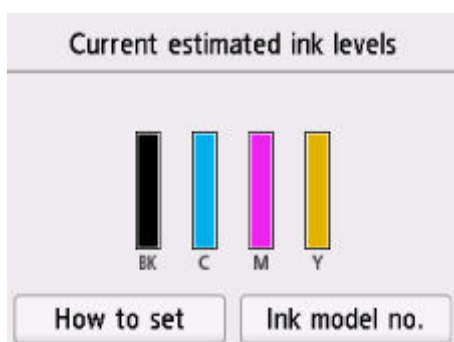 Current estimated ink levels
BK C M Y
How to set Ink model no.